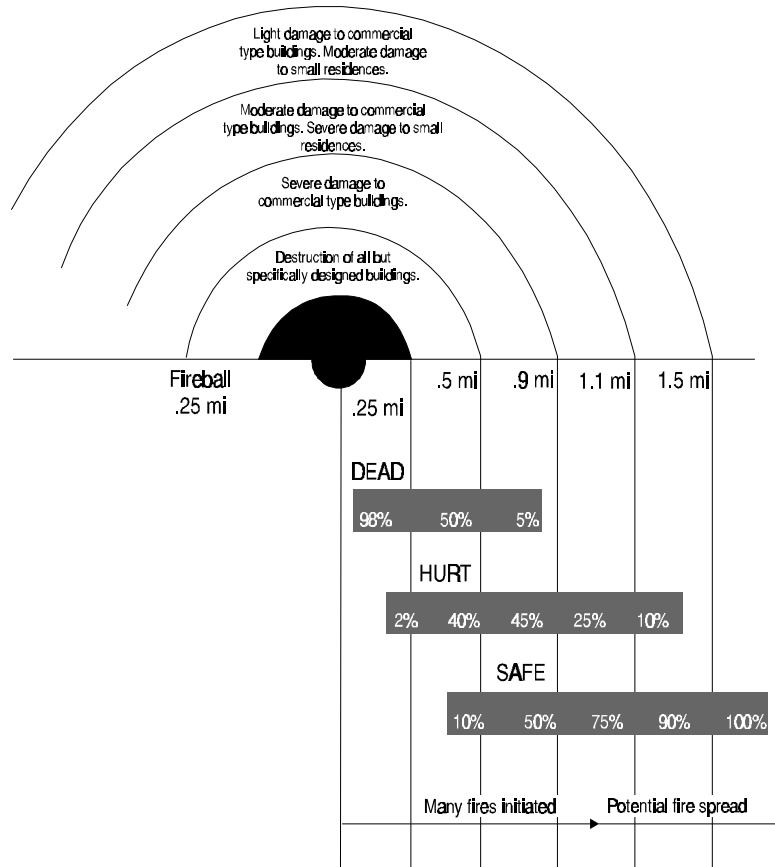 Light damage to commercial
type buildings. Moderate damage
to small residences.
Moderate damage to commercial
type buildings. Severe damage to small
residences.
Severe damage to
commercial type buildings.
Destruction of all but
specifically designed buildings.
Fireball
.25 mi
.25 mi
.5 mi
.9 mi
1.1 mi
1.5 mi
DEAD
98% 50% 5%
HURT
2% 40% 45% 25% 10%
SAFE
10% 50% 75% 90% 100%
Many fires initiated
Potential fire spread